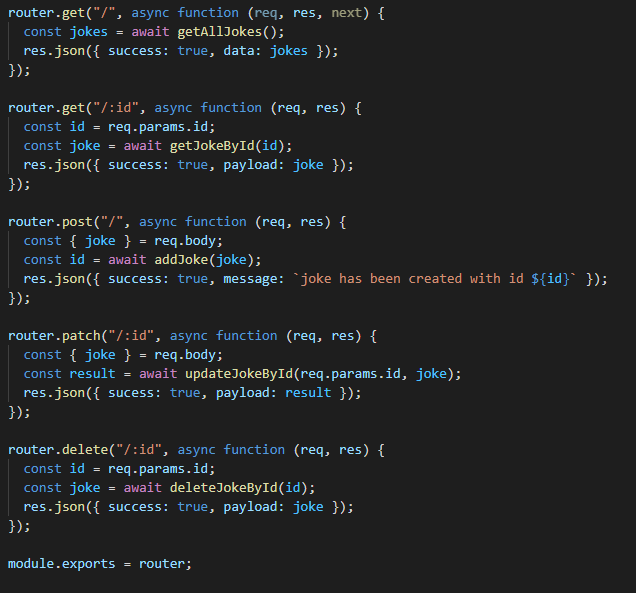 router.get("/", async function (req, res, next) {
  const jokes = await getAllJokes();
  res.json({ success: true, data: jokes });
});

router.get("/:id", async function (req, res) {
  const id = req.params.id;
  const joke = await getJokeById(id);
  res.json({ success: true, payload: joke });
});

router.post("/", async function (req, res) {
  const { joke } = req.body;
  const id = await addJoke(joke);
  res.json({ success: true, message: `joke has been created with id ${id}` });
});

router.patch("/:id", async function (req, res) {
  const { joke } = req.body;
  const result = await updateJokeById(req.params.id, joke);
  res.json({ sucess: true, payload: result });
});

router.delete("/:id", async function (req, res) {
  const id = req.params.id;
  const joke = await deleteJokeById(id);
  res.json({ success: true, payload: joke });
});

module.exports = router;